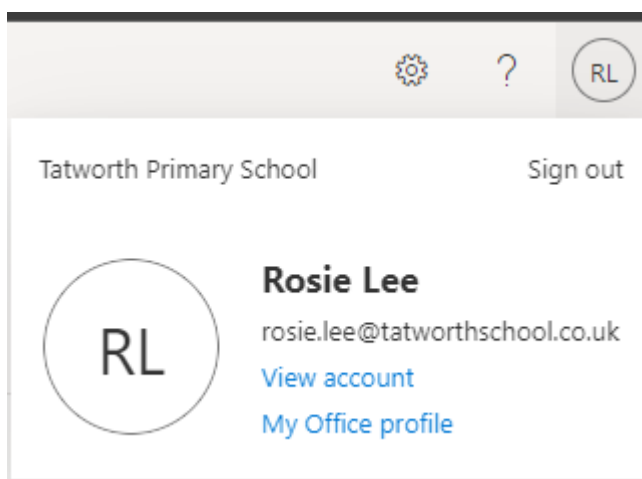 ?
RL
Tatworth Primary School Sign out
RL
Rosie Lee
rosie.lee@tatworthschool.co.uk
View account
My Office profile